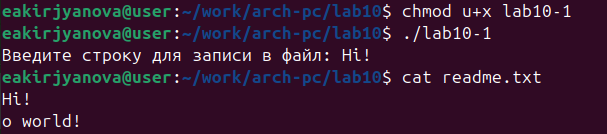 eakirjyanova@user:~/work/arch-pc/lab10$ chmod u+x lab10-1
eakirjyanova@user:~/work/arch-pc/lab10$ ./lab10-1
Введите строку для записи в файл: Hi!
eakirjyanova@user:~/work/arch-pc/lab10$ cat readme.txt
Hi!
o world!